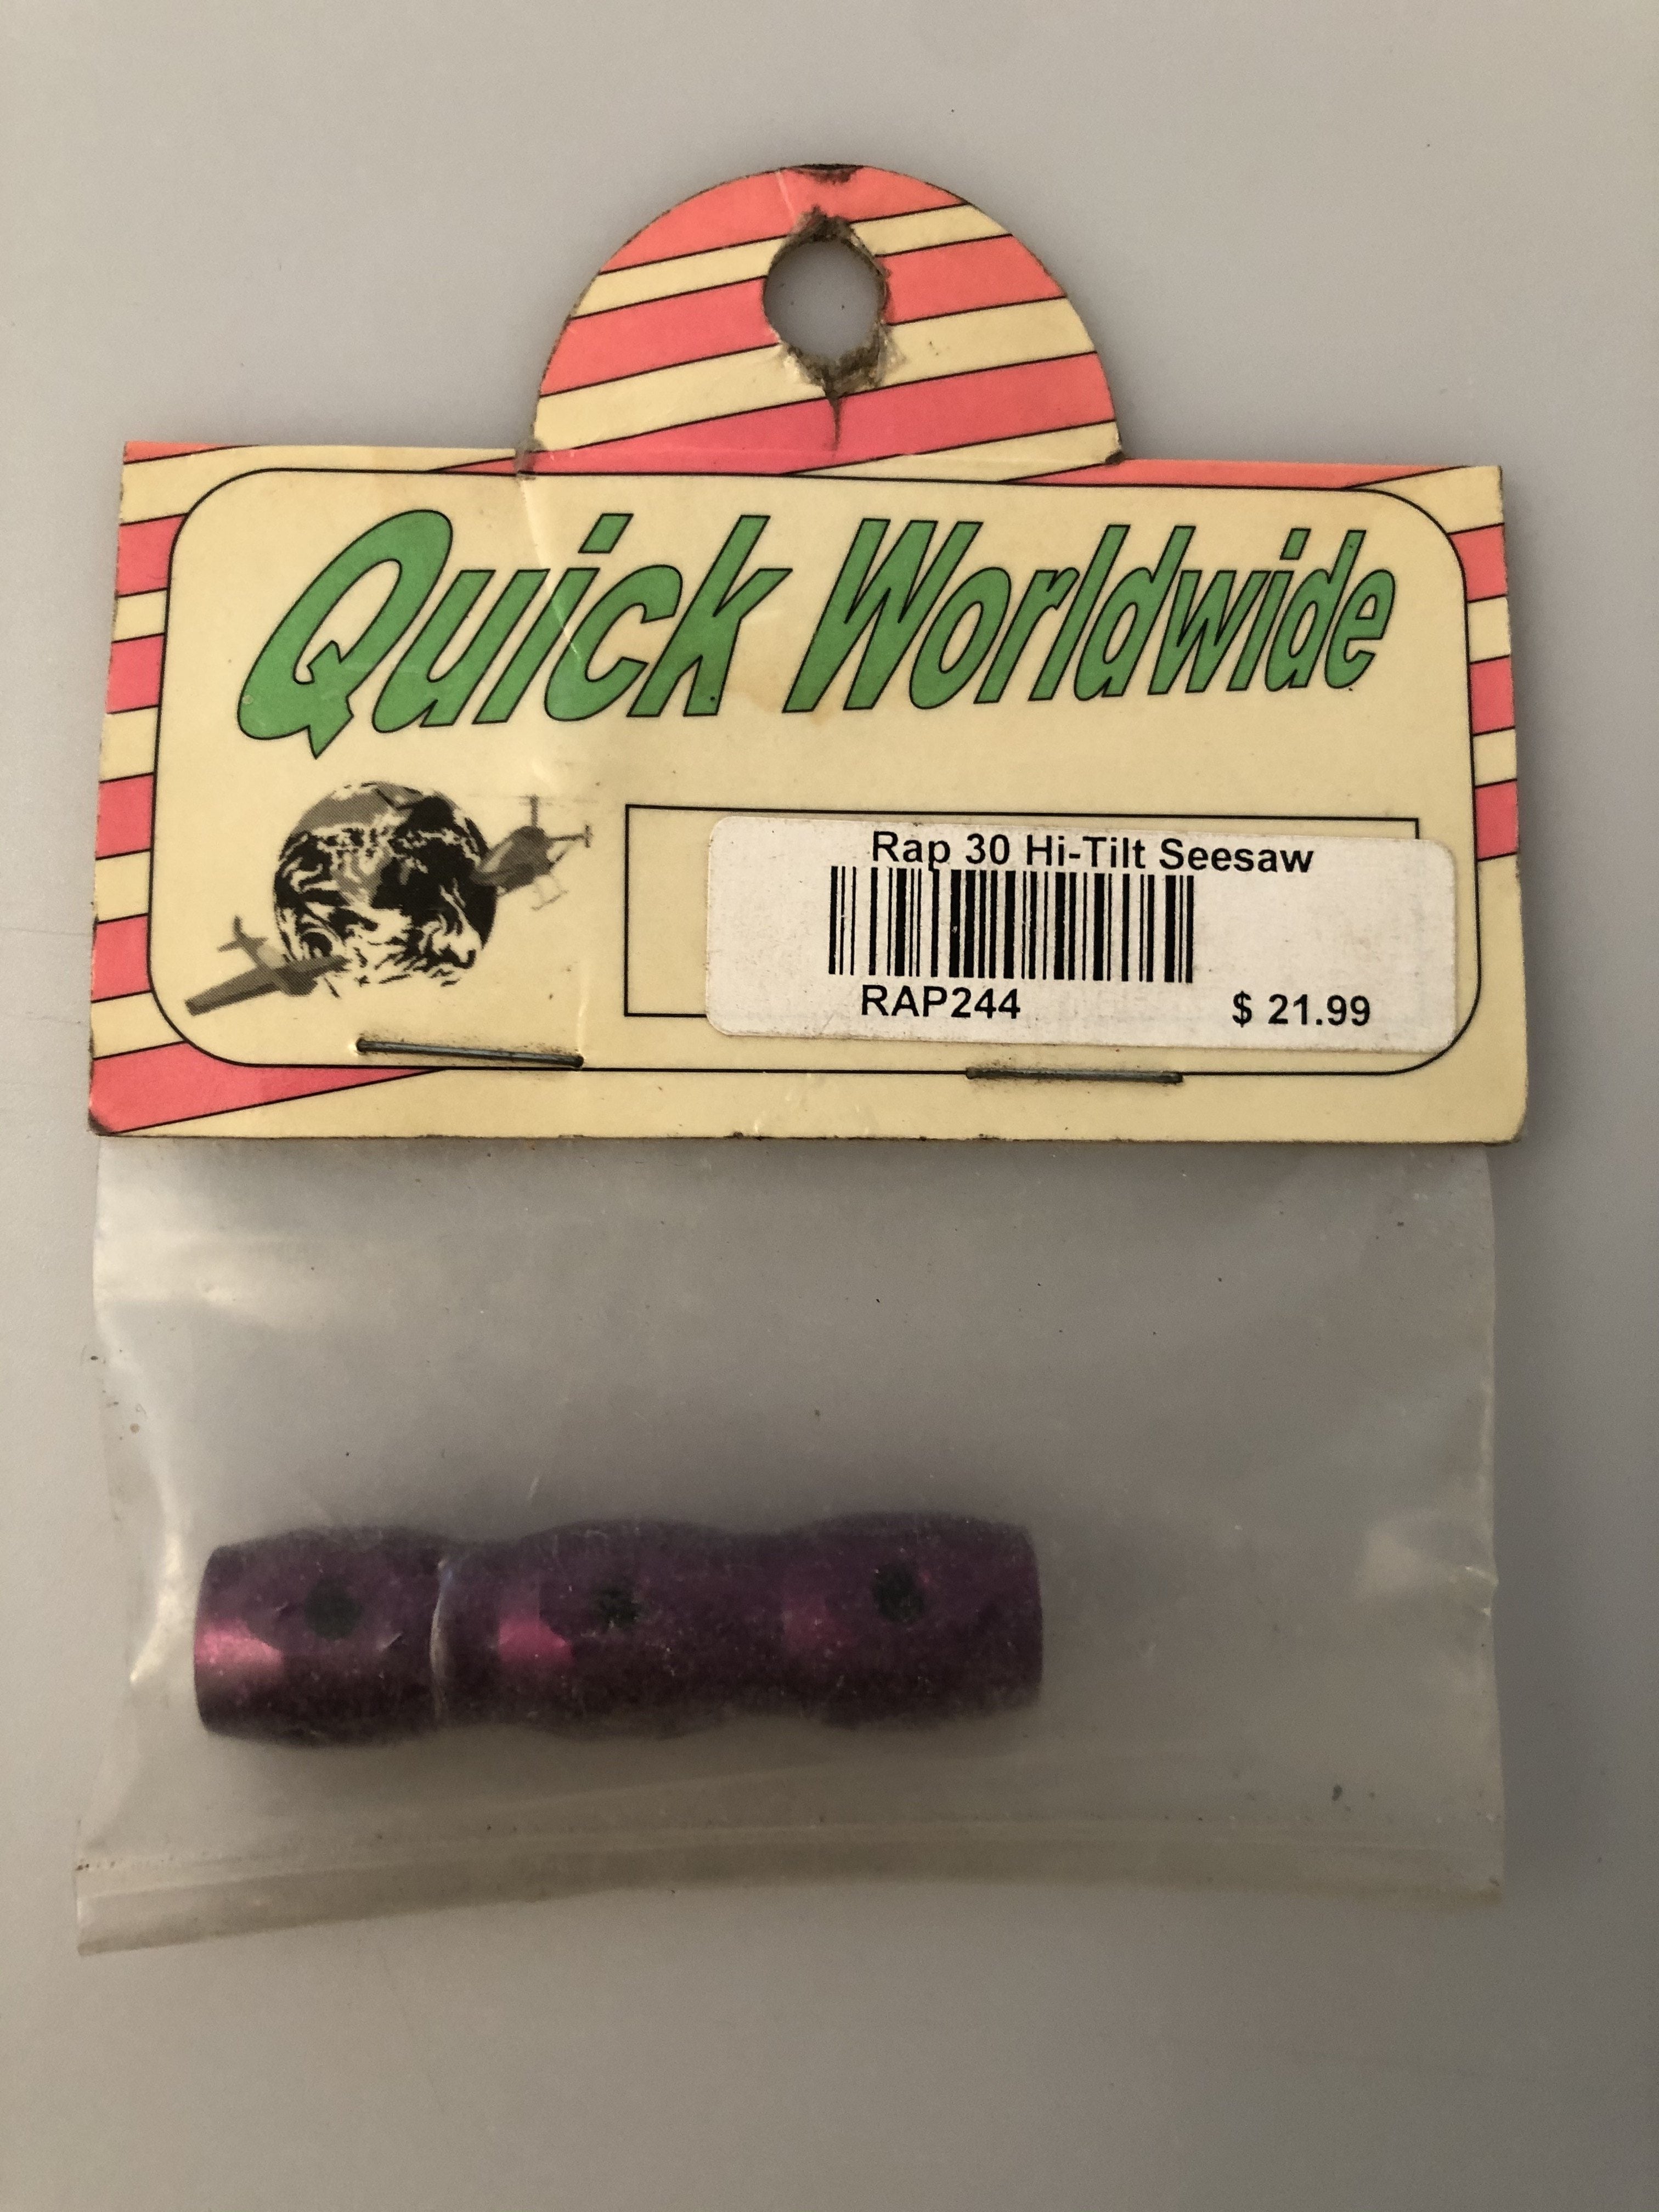 Quick Worldwide
Rap 30 Hi-Tilt Seesaw
RAP244 $ 21.99